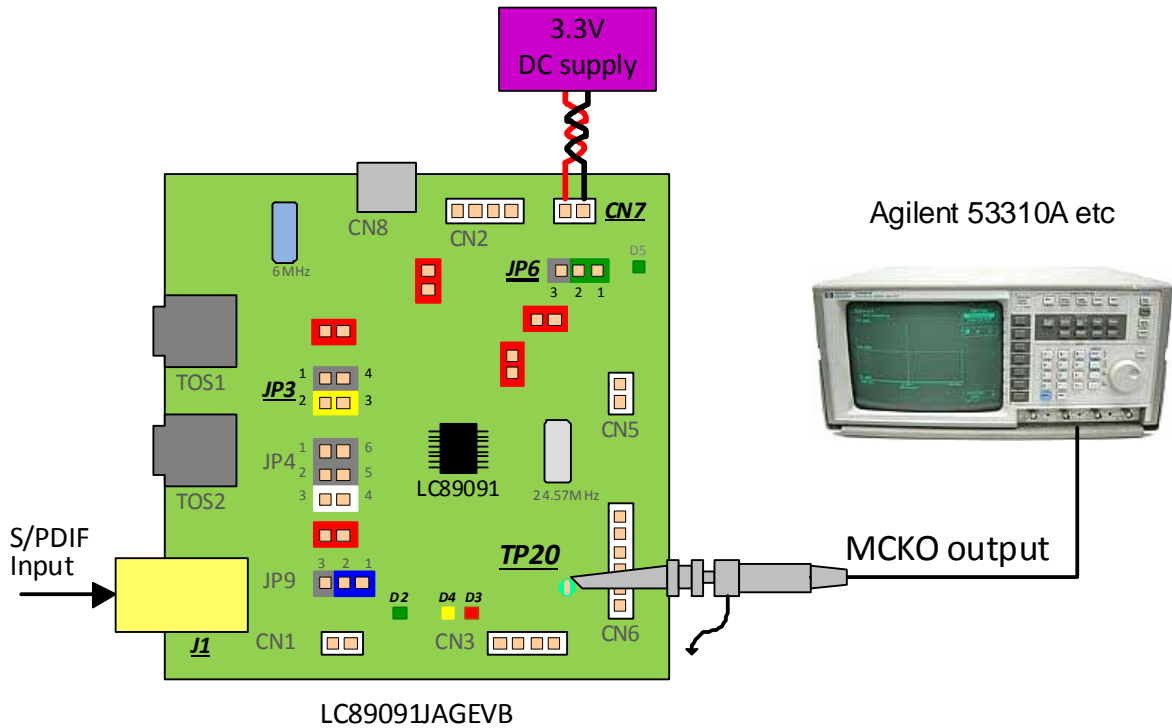 3.3V
DC supply
CN8
CN2
CN7
6MHz
JP6
D5
3 2 1
Agilent 53310A etc
TOS1
JP3
1 4
2 3
CN5
TOS2
JP4
1 6
2 5
3 4
LC89091
24.57MHz
S/PDIF
Input
TP20
MCKO output
JP9
3 2 1
D2
D4
D3
J1
CN1
CN3
CN6
LC89091JAGEVB